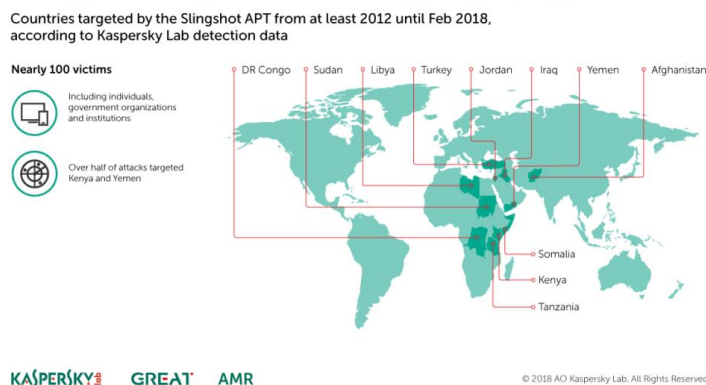 Countries targeted by the Slingshot APT from at least 2012 until Feb 2018,
according to Kaspersky Lab detection data
Nearly 100 victims
Including individuals,
government organizations
and institutions
Over half of attacks targeted
Kenya and Yemen
DR Congo
Sudan
Libya
Turkey
Jordan
Iraq
Yemen
Afghanistan
Somalia
Kenya
Tanzania
KASPERSKY lab
GREAT
AMR
© 2018 AO Kaspersky Lab. All Rights Reserved